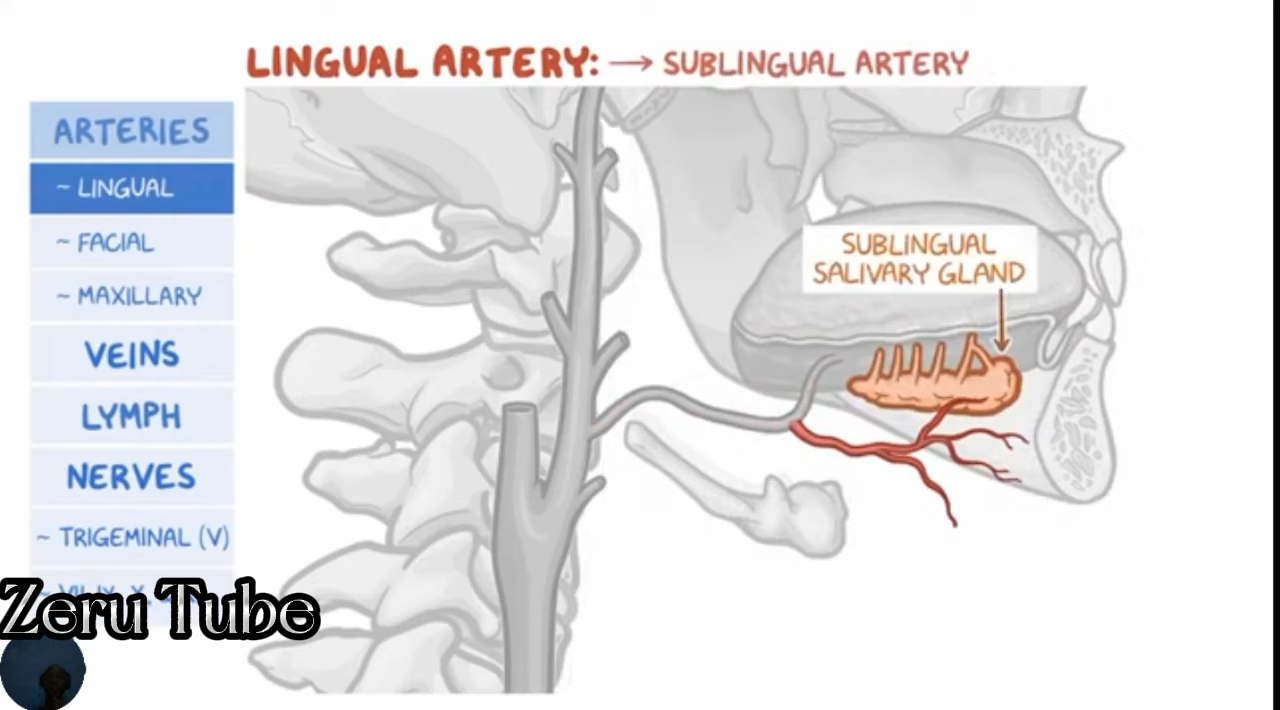 LINGUAL ARTERY: → SUBLINGUAL ARTERY
ARTERIES
~ LINGUAL
~ FACIAL
~ MAXILLARY
VEINS
LYMPH
NERVES
~ TRIGEMINAL (V)
SUBLINGUAL
SALIVARY GLAND
Zeru Tube